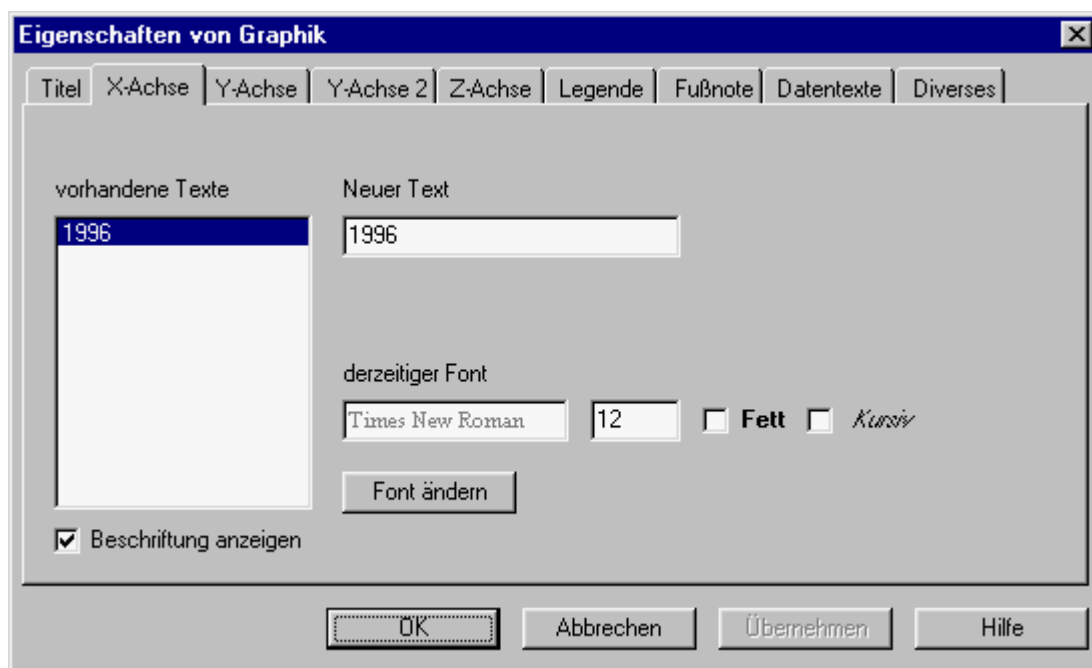 Eigenschaften von Graphik
Titel X-Achse Y-Achse Y-Achse 2 Z-Achse Legende Fußnote Datentexte Diverses
vorhandene Texte Neuer Text
1996 1996
derzeitiger Font
Times New Roman 12 Fett Kursiv
Font ändern
Beschriftung anzeigen
OK Abbrechen Übernehmen Hilfe